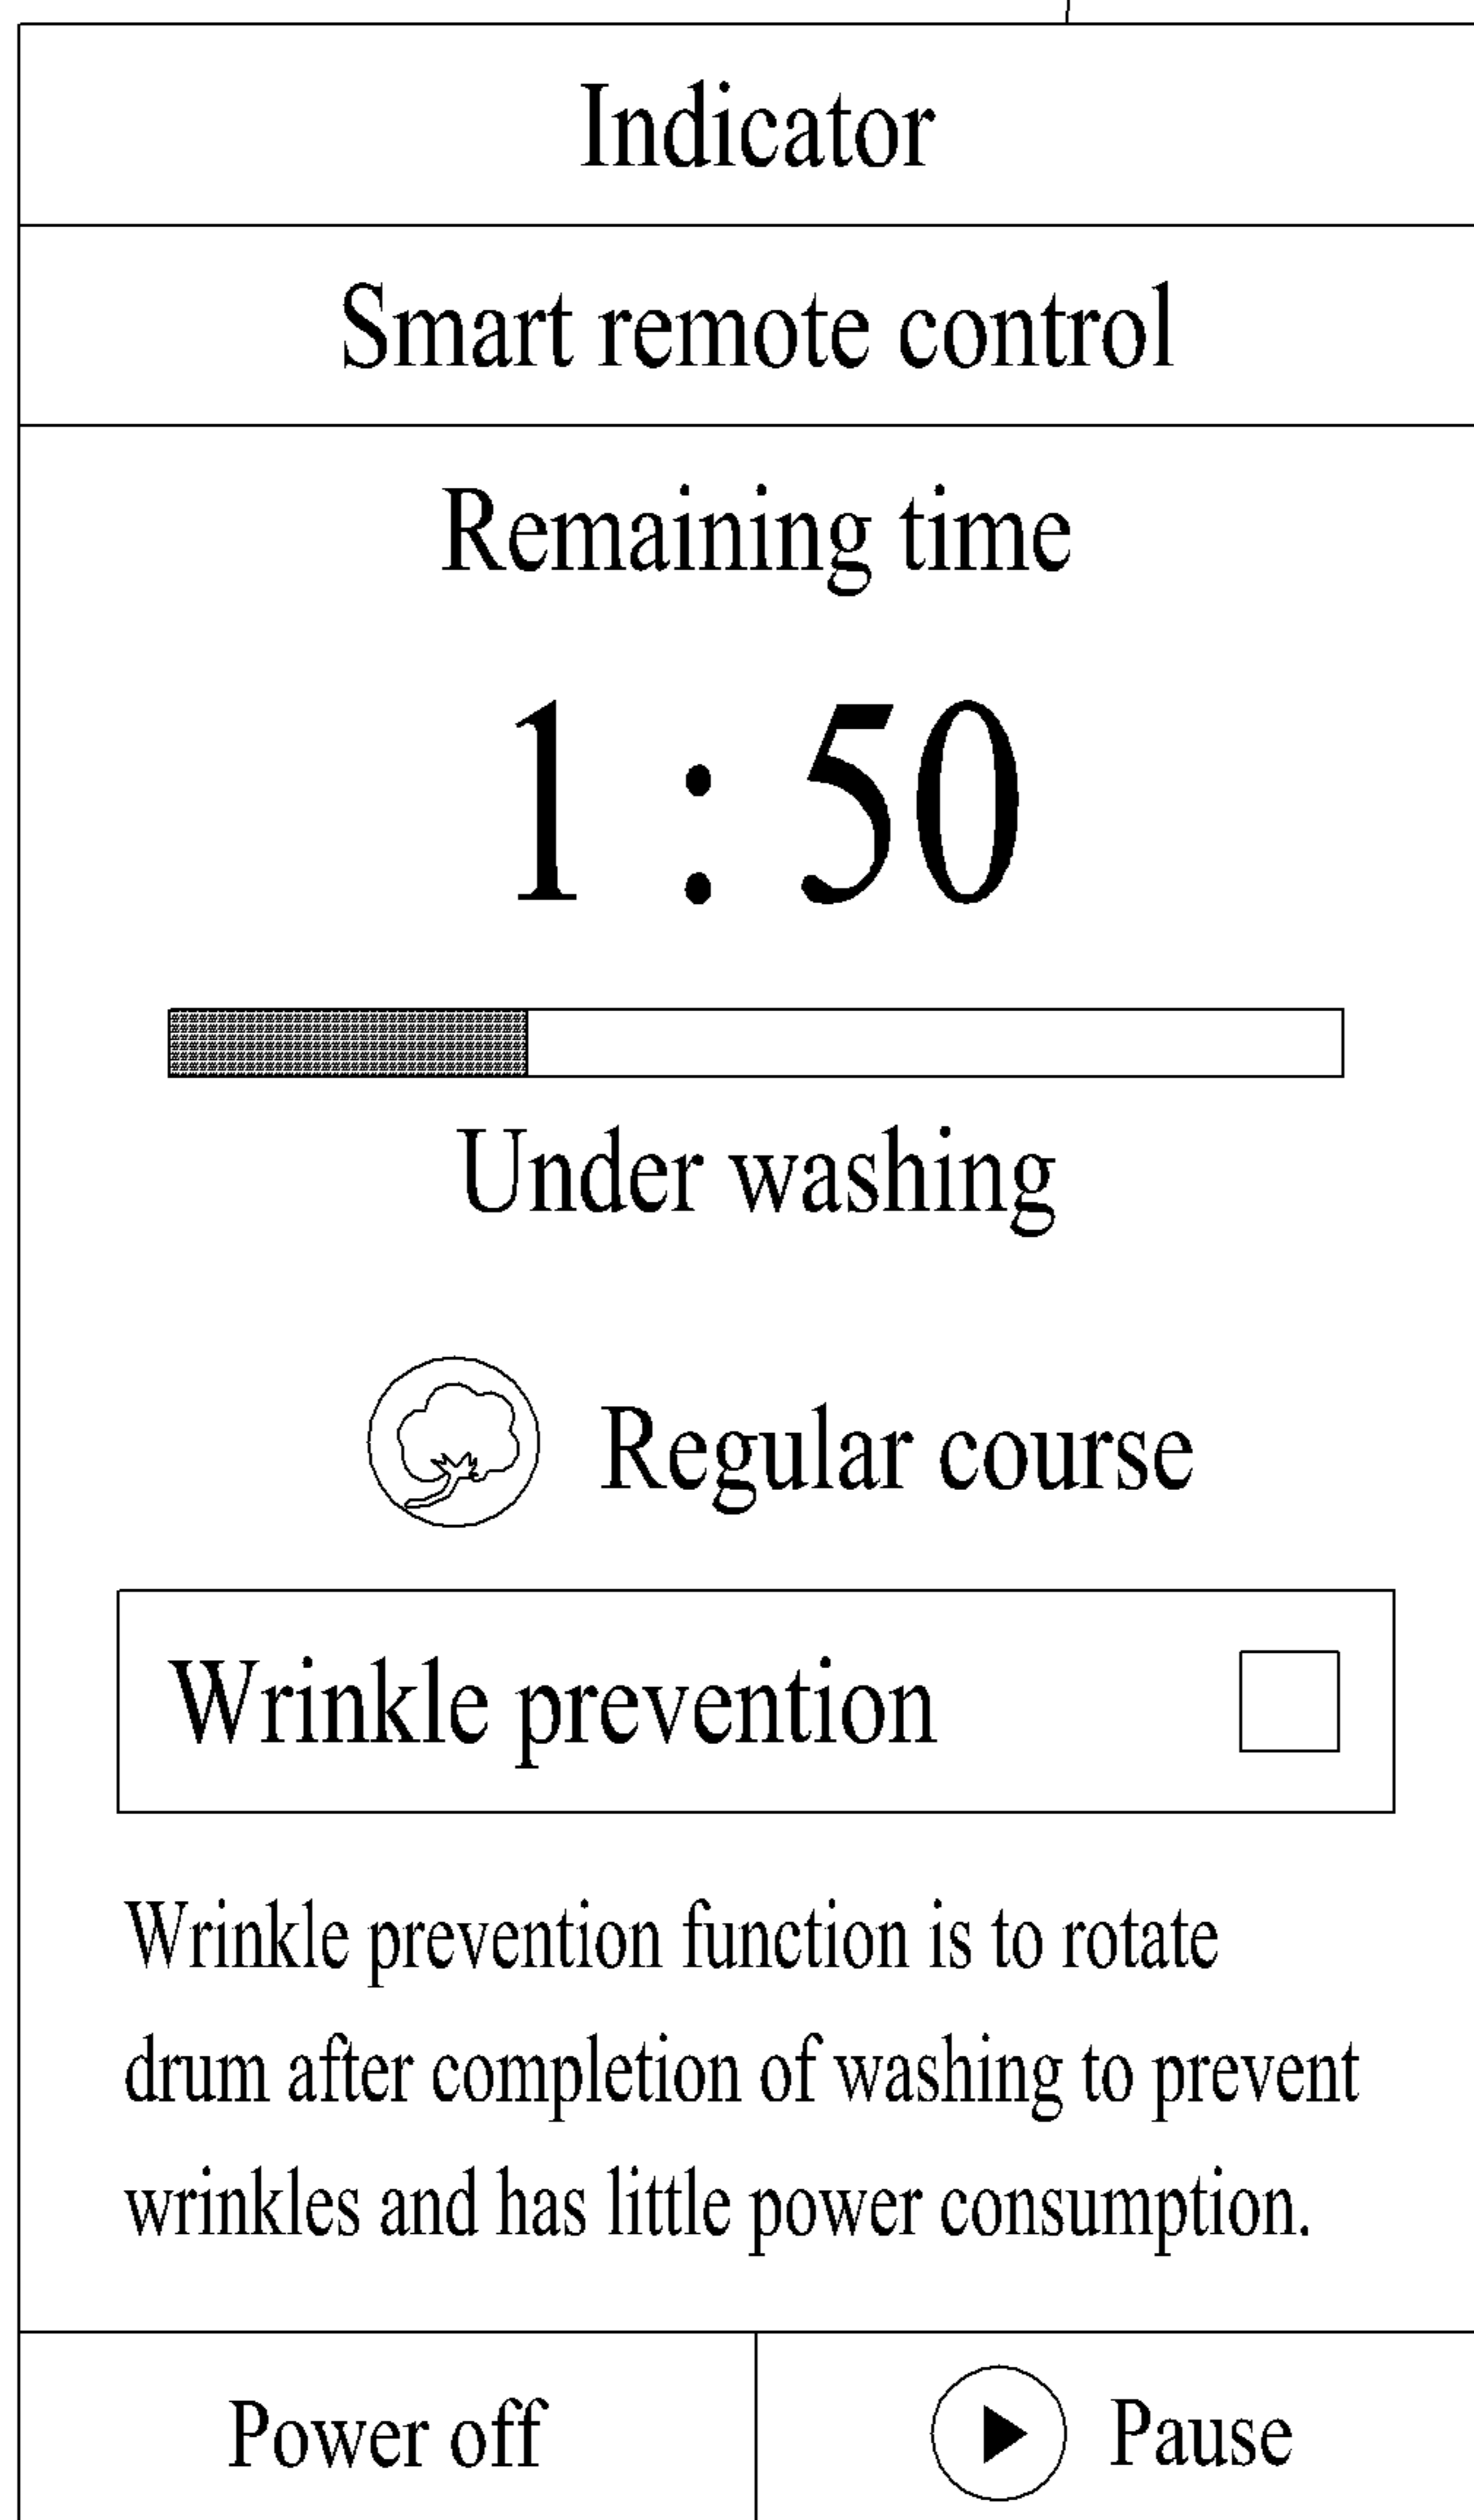 Indicator
Smart remote control
Remaining time
1 : 50
Under washing
Regular course
Wrinkle prevention
Wrinkle prevention function is to rotate
drum after completion of washing to prevent
wrinkles and has little power consumption.
Power off
Pause